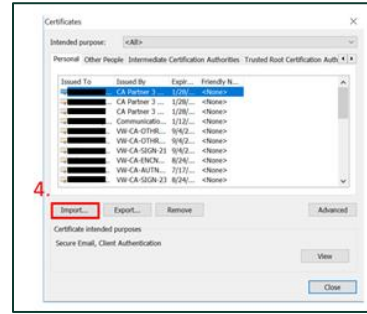 Certificates
Intended purpose: <All>
Personal Other People Intermediate Certification Authorities Trusted Root Certification Auth
Issued To Issued By Expir... Friendly N...
CA Partner 3 ... 1/28/... <None>
CA Partner 3 ... 1/28/... <None>
CA Partner 3 ... 1/28/... <None>
Communicatio... 1/12/... <None>
VW-CA-OTHR... 9/4/2... <None>
VW-CA-OTHR... 9/4/2... <None>
VW-CA-SIGN-21 9/4/2... <None>
VW-CA-ENCN... 8/24/... <None>
VW-CA-AUTN... 7/17/... <None>
VW-CA-SIGN-23 8/24/... <None>
4.
Import... Export... Remove Advanced
Certificate intended purposes
Secure Email, Client Authentication
View
Close